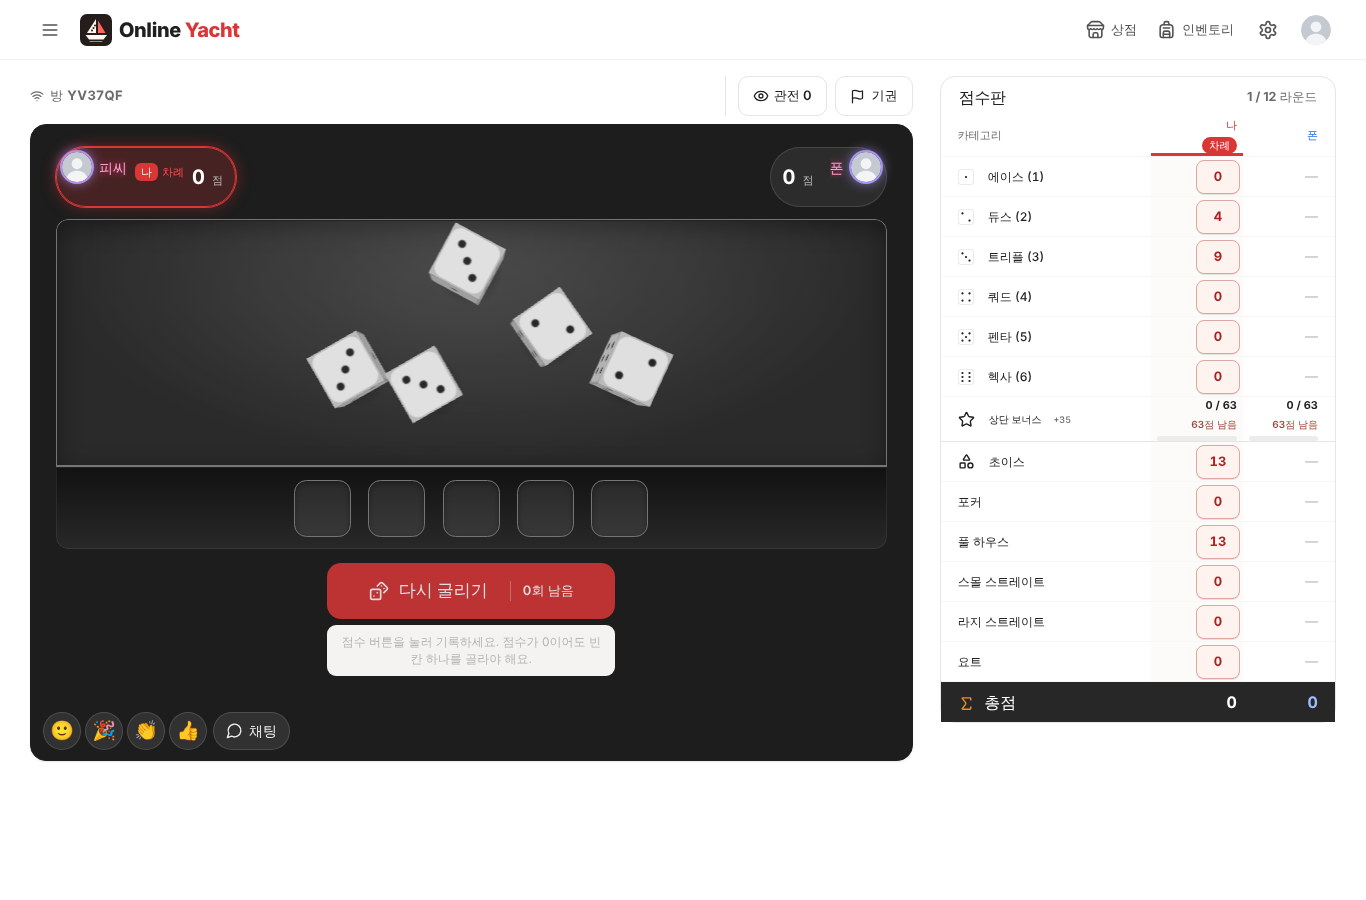 Online Yacht
상점
인벤토리
방 YV37QF
관전 0
기권
피씨 나 차례 0 점
0 점 폰
다시 굴리기
0회 남음
점수 버튼을 눌러 기록하세요. 점수가 0이어도 빈
칸 하나를 골라야 해요.
채팅
점수판
1 / 12 라운드
카테고리
나
차례
폰
에이스 (1) 0 —
듀스 (2) 4 —
트리플 (3) 9 —
쿼드 (4) 0 —
펜타 (5) 0 —
헥사 (6) 0 —
상단 보너스 +35
0 / 63
63점 남음
0 / 63
63점 남음
초이스 13 —
포커 0 —
풀 하우스 13 —
스몰 스트레이트 0 —
라지 스트레이트 0 —
요트 0 —
총점 0 0